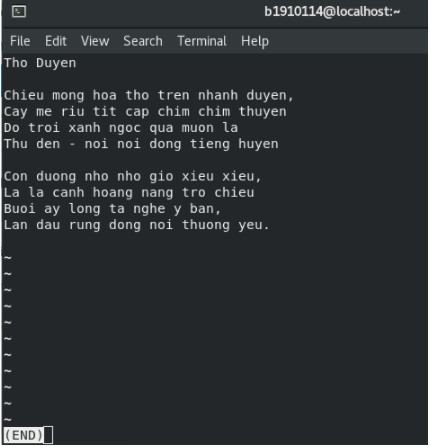 b1910114@localhost:~
File Edit View Search Terminal Help
Tho Duyen
Chieu mong hoa tho tren nhanh duyen,
Cay me riu tit cap chim chim thuyen
Do troi xanh ngoc qua muon la
Thu den - noi noi dong tieng huyen
Con duong nho nho gio xieu xieu,
La la canh hoang nang tro chieu
Buoi ay long ta nghe y ban,
Lan dau rung dong noi thuong yeu.
~
~
~
~
~
~
~
~
~
~
~
(END)